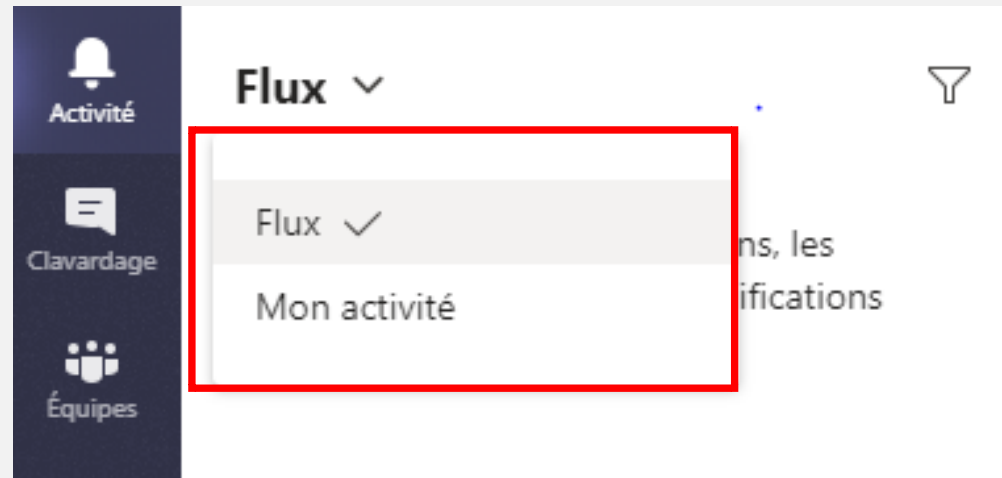 Activité
Flux
Flux
Clavardage
ns, les
Mon activité
ifications
Équipes